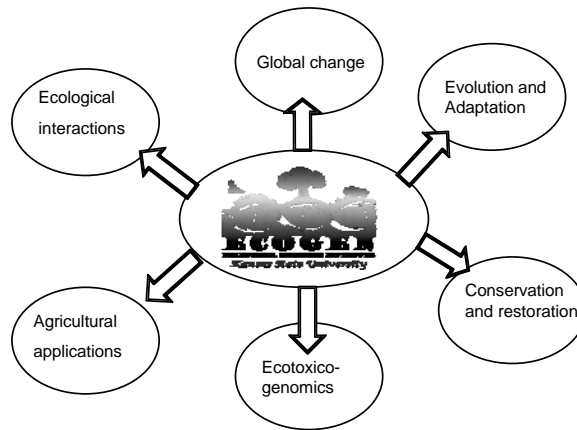 Global change
Ecological
interactions
Evolution and
Adaptation
ECOGEN
Kansas State University
Agricultural
applications
Conservation
and restoration
Ecotoxico-
genomics